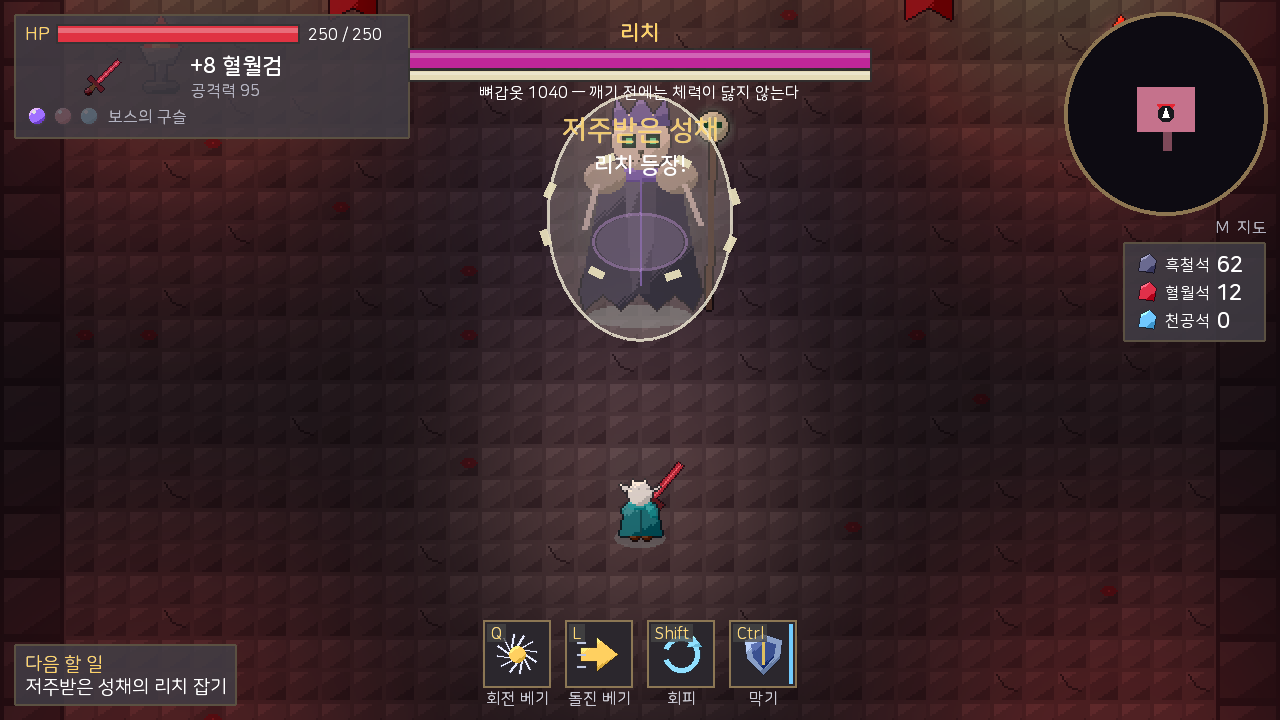 HP 250 / 250
+8 혈월검
공격력 95
보스의 구슬
리치
뼈갑옷 1040 — 깨기 전에는 체력이 닳지 않는다
저주받은 성채
리치 등장!
M 지도
흑철석 62
혈월석 12
천공석 0
다음 할 일
저주받은 성채의 리치 잡기
Q
L
Shift
Ctrl
회전 베기
돌진 베기
회피
막기